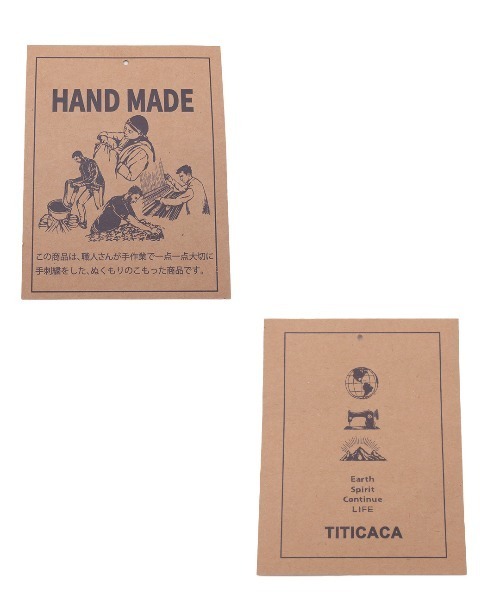 HAND MADE
この商品は、職人さんが手作業で一点一点大切に
手刺繍をした、ぬくもりのこもった商品です。
Earth
Spirit
Continue
LIFE
TITICACA